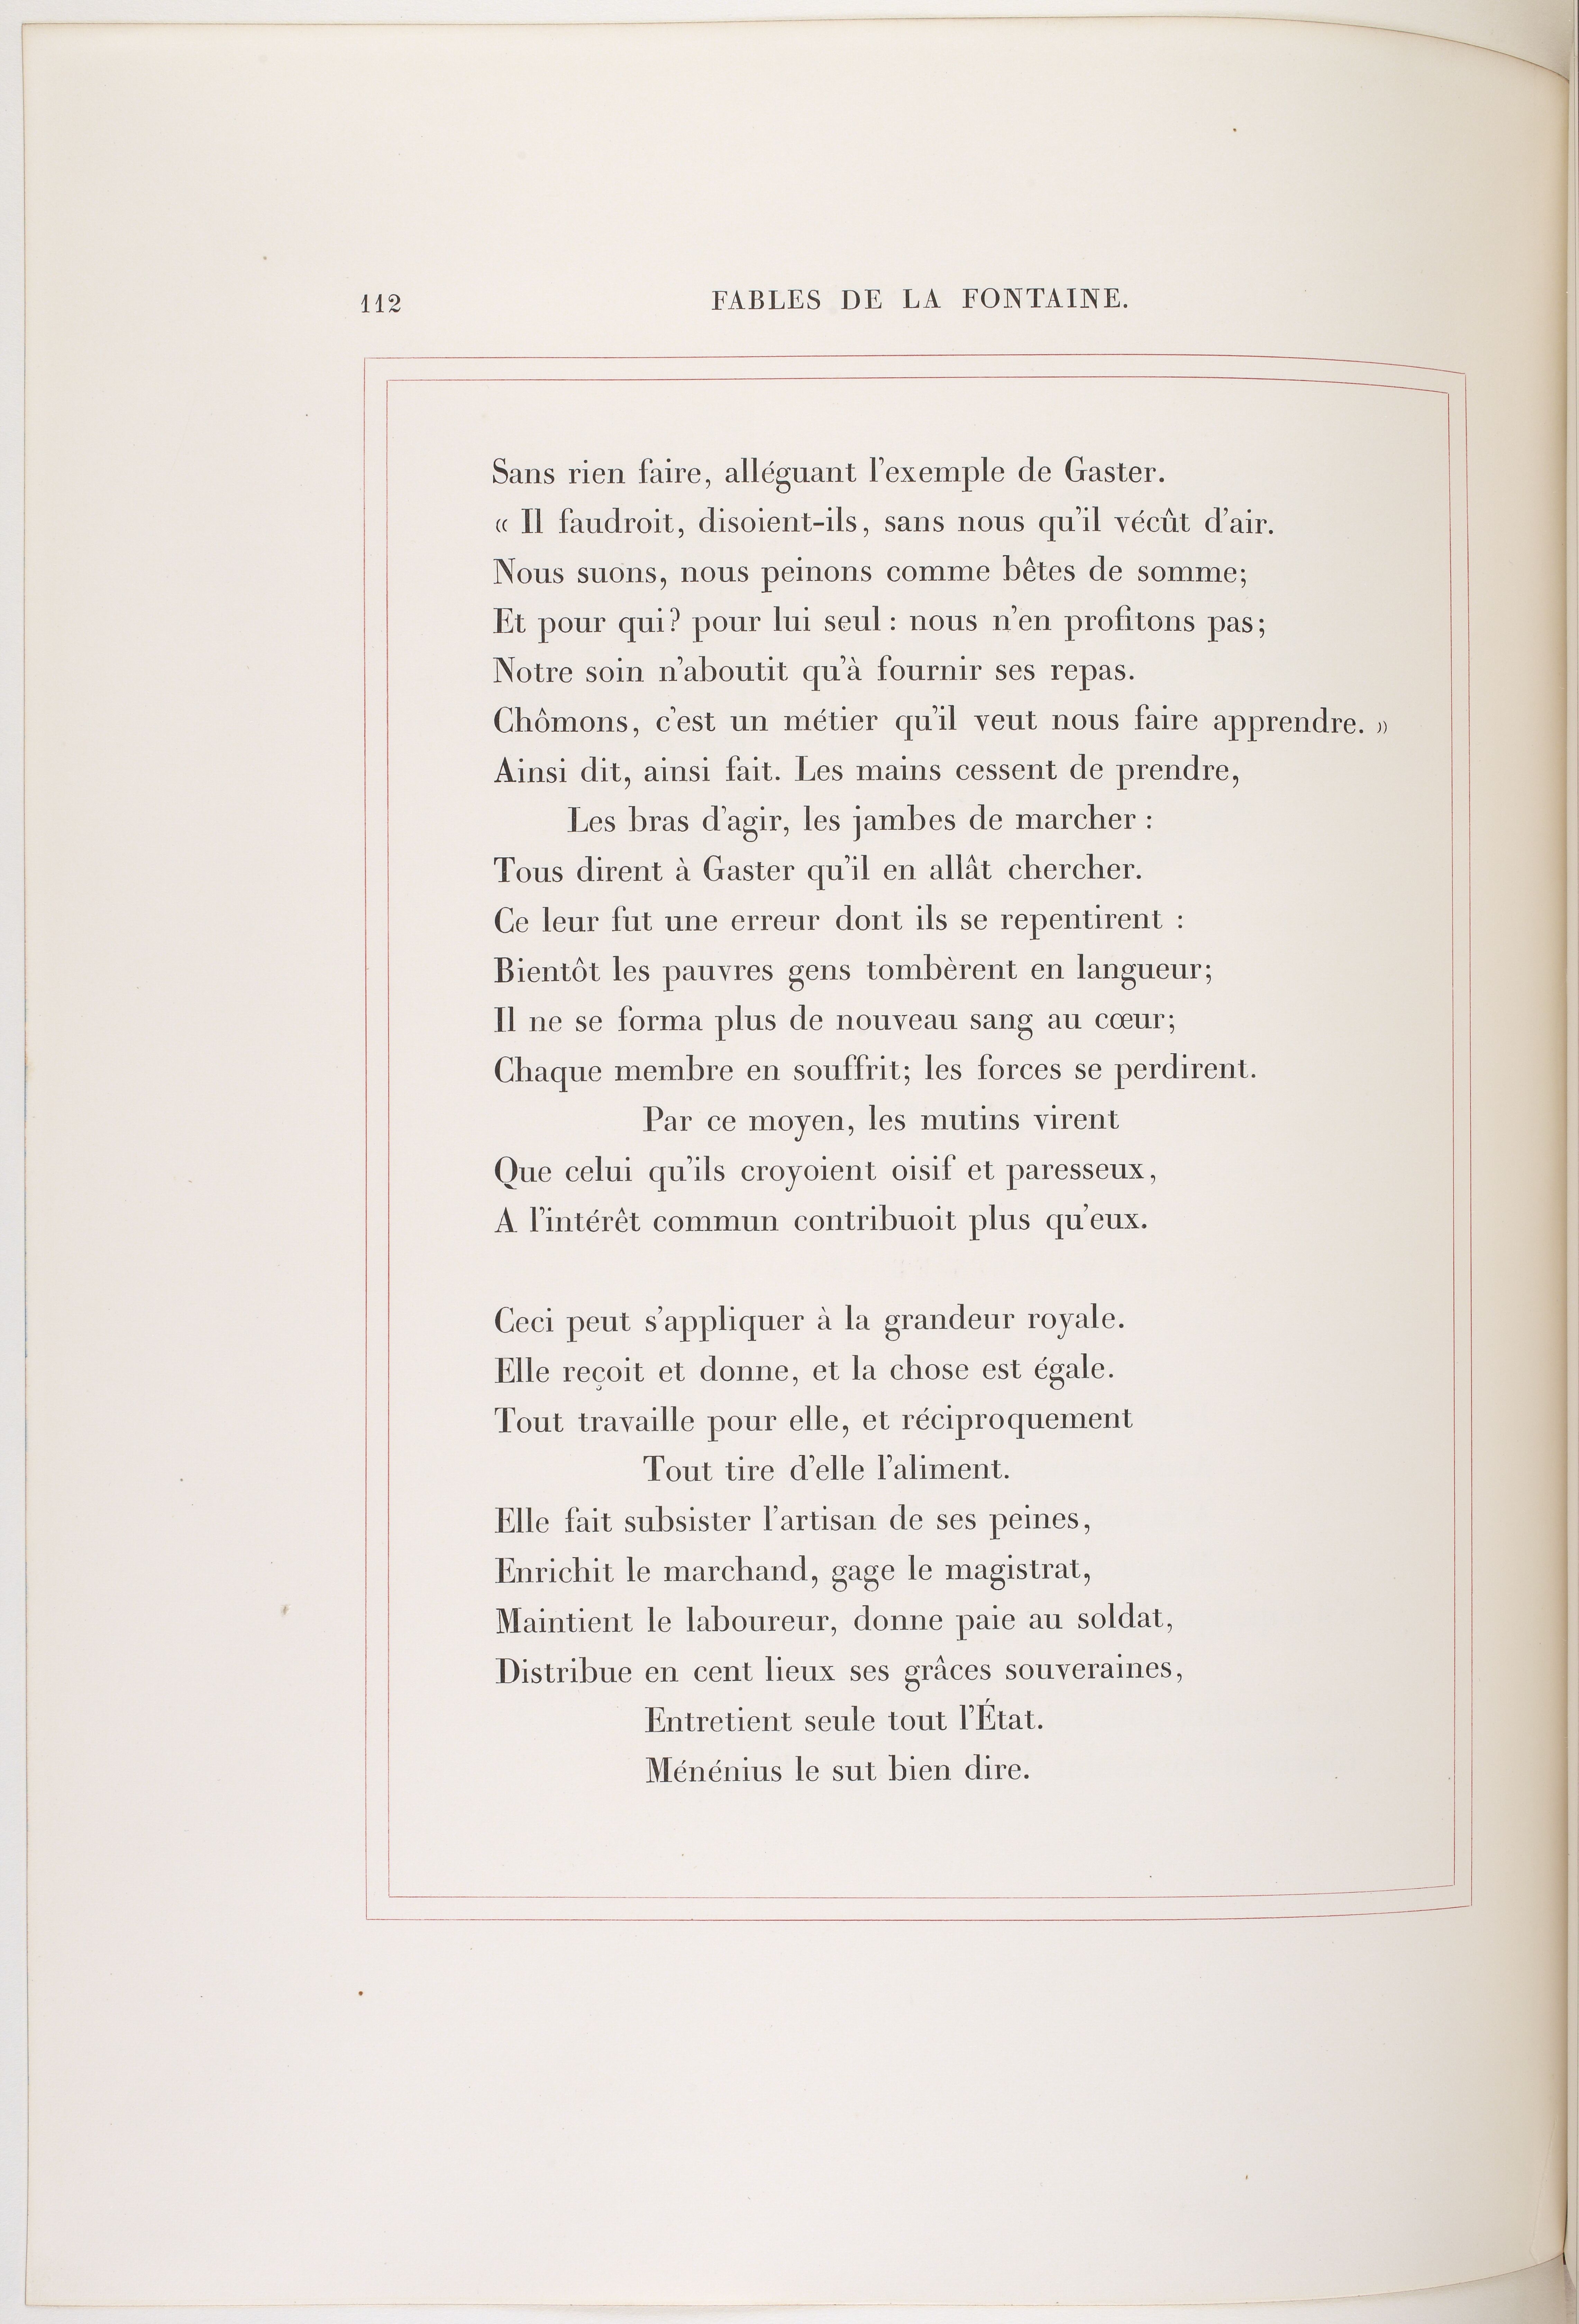 112
FABLES DE LA FONTAINE.
Sans rien faire, alléguant l'exemple de Gaster.
« Il faudroit, disoient-ils, sans nous qu'il vécût d'air.
Nous suons, nous peinons comme bêtes de somme;
Et pour qui? pour lui seul : nous n'en profitons pas;
Notre soin n'aboutit qu'à fournir ses repas.
Chômons, c'est un métier qu'il veut nous faire apprendre. »
Ainsi dit, ainsi fait. Les mains cessent de prendre,
Les bras d'agir, les jambes de marcher :
Tous dirent à Gaster qu'il en allât chercher.
Ce leur fut une erreur dont ils se repentirent :
Bientôt les pauvres gens tombèrent en langueur;
Il ne se forma plus de nouveau sang au cœur;
Chaque membre en souffrit; les forces se perdirent.
Par ce moyen, les mutins virent
Que celui qu'ils croyoient oisif et paresseux,
A l'intérêt commun contribuoit plus qu'eux.
Ceci peut s'appliquer à la grandeur royale.
Elle reçoit et donne, et la chose est égale.
Tout travaille pour elle, et réciproquement
Tout tire d'elle l'aliment.
Elle fait subsister l'artisan de ses peines,
Enrichit le marchand, gage le magistrat,
Maintient le laboureur, donne paie au soldat,
Distribue en cent lieux ses grâces souveraines,
Entretient seule tout l'État.
Ménénius le sut bien dire.